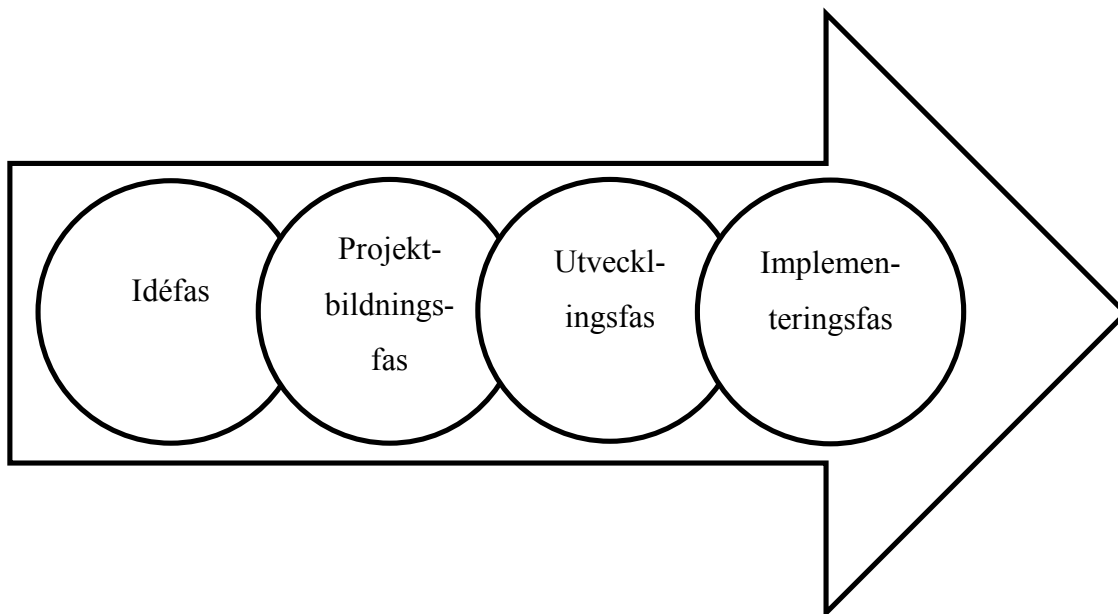 Idéfas
Projekt-
bildnings-
fas
Utveckl-
ingsfas
Implemen-
teringsfas